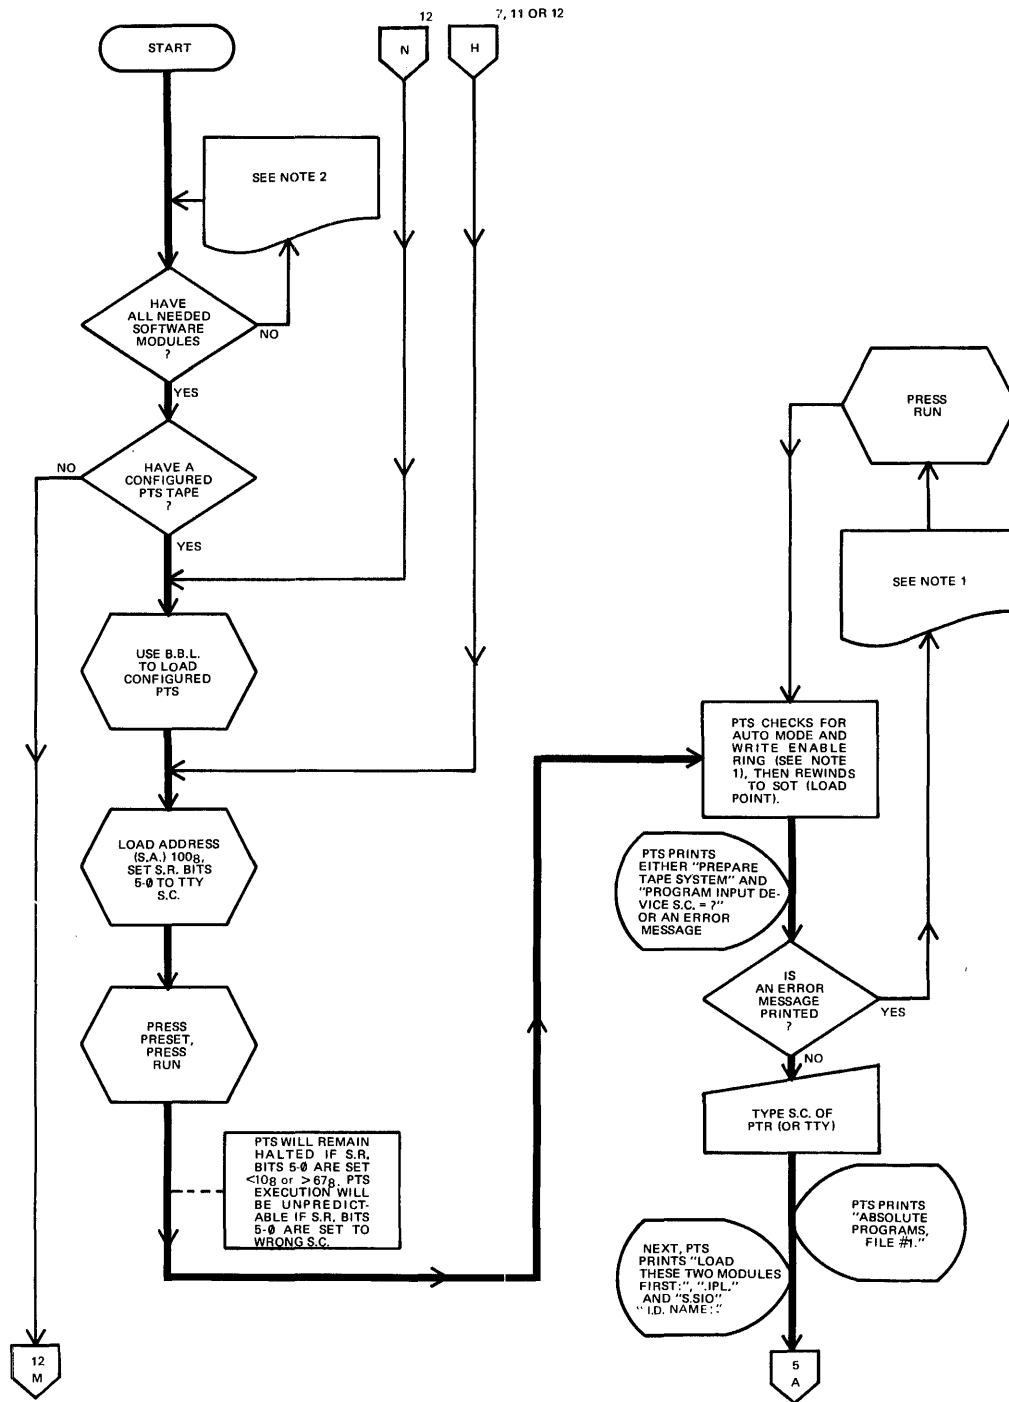 12
7, 11 OR 12
START
N
H
SEE NOTE 2
HAVE
ALL NEEDED
SOFTWARE
MODULES
?
NO
YES
NO
HAVE A
CONFIGURED
PTS TAPE
?
YES
USE B.B.L.
TO LOAD
CONFIGURED
PTS
LOAD ADDRESS
(S.A.) 100₈,
SET S.R. BITS
5-0 TO TTY
S.C.
PRESS
PRESET,
PRESS
RUN
PTS WILL REMAIN
HALTED IF S.R.
BITS 5-0 ARE SET
<10₈ or > 67₈. PTS
EXECUTION WILL
BE UNPREDICT-
ABLE IF S.R. BITS
5-0 ARE SET TO
WRONG S.C.
12
M
PRESS
RUN
SEE NOTE 1
PTS CHECKS FOR
AUTO MODE AND
WRITE ENABLE
RING (SEE NOTE
1), THEN REWINDS
TO SOT (LOAD
POINT).
PTS PRINTS
EITHER "PREPARE
TAPE SYSTEM" AND
"PROGRAM INPUT DE-
VICE S.C. = ?"
OR AN ERROR
MESSAGE
IS
AN ERROR
MESSAGE
PRINTED
?
YES
NO
TYPE S.C. OF
PTR (OR TTY)
PTS PRINTS
"ABSOLUTE
PROGRAMS,
FILE #1."
NEXT, PTS
PRINTS "LOAD
THESE TWO MODULES
FIRST:", ".IPL."
AND "S.SIO"
"I.D. NAME:"
5
A